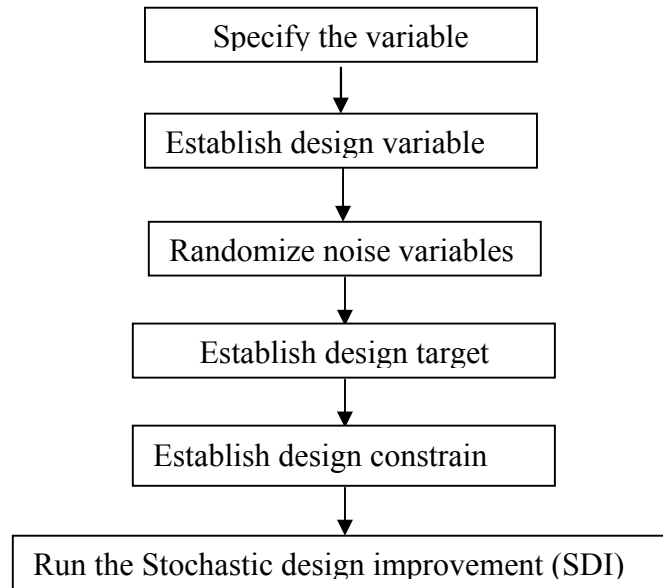 Specify the variable
Establish design variable
Randomize noise variables
Establish design target
Establish design constrain
Run the Stochastic design improvement (SDI)